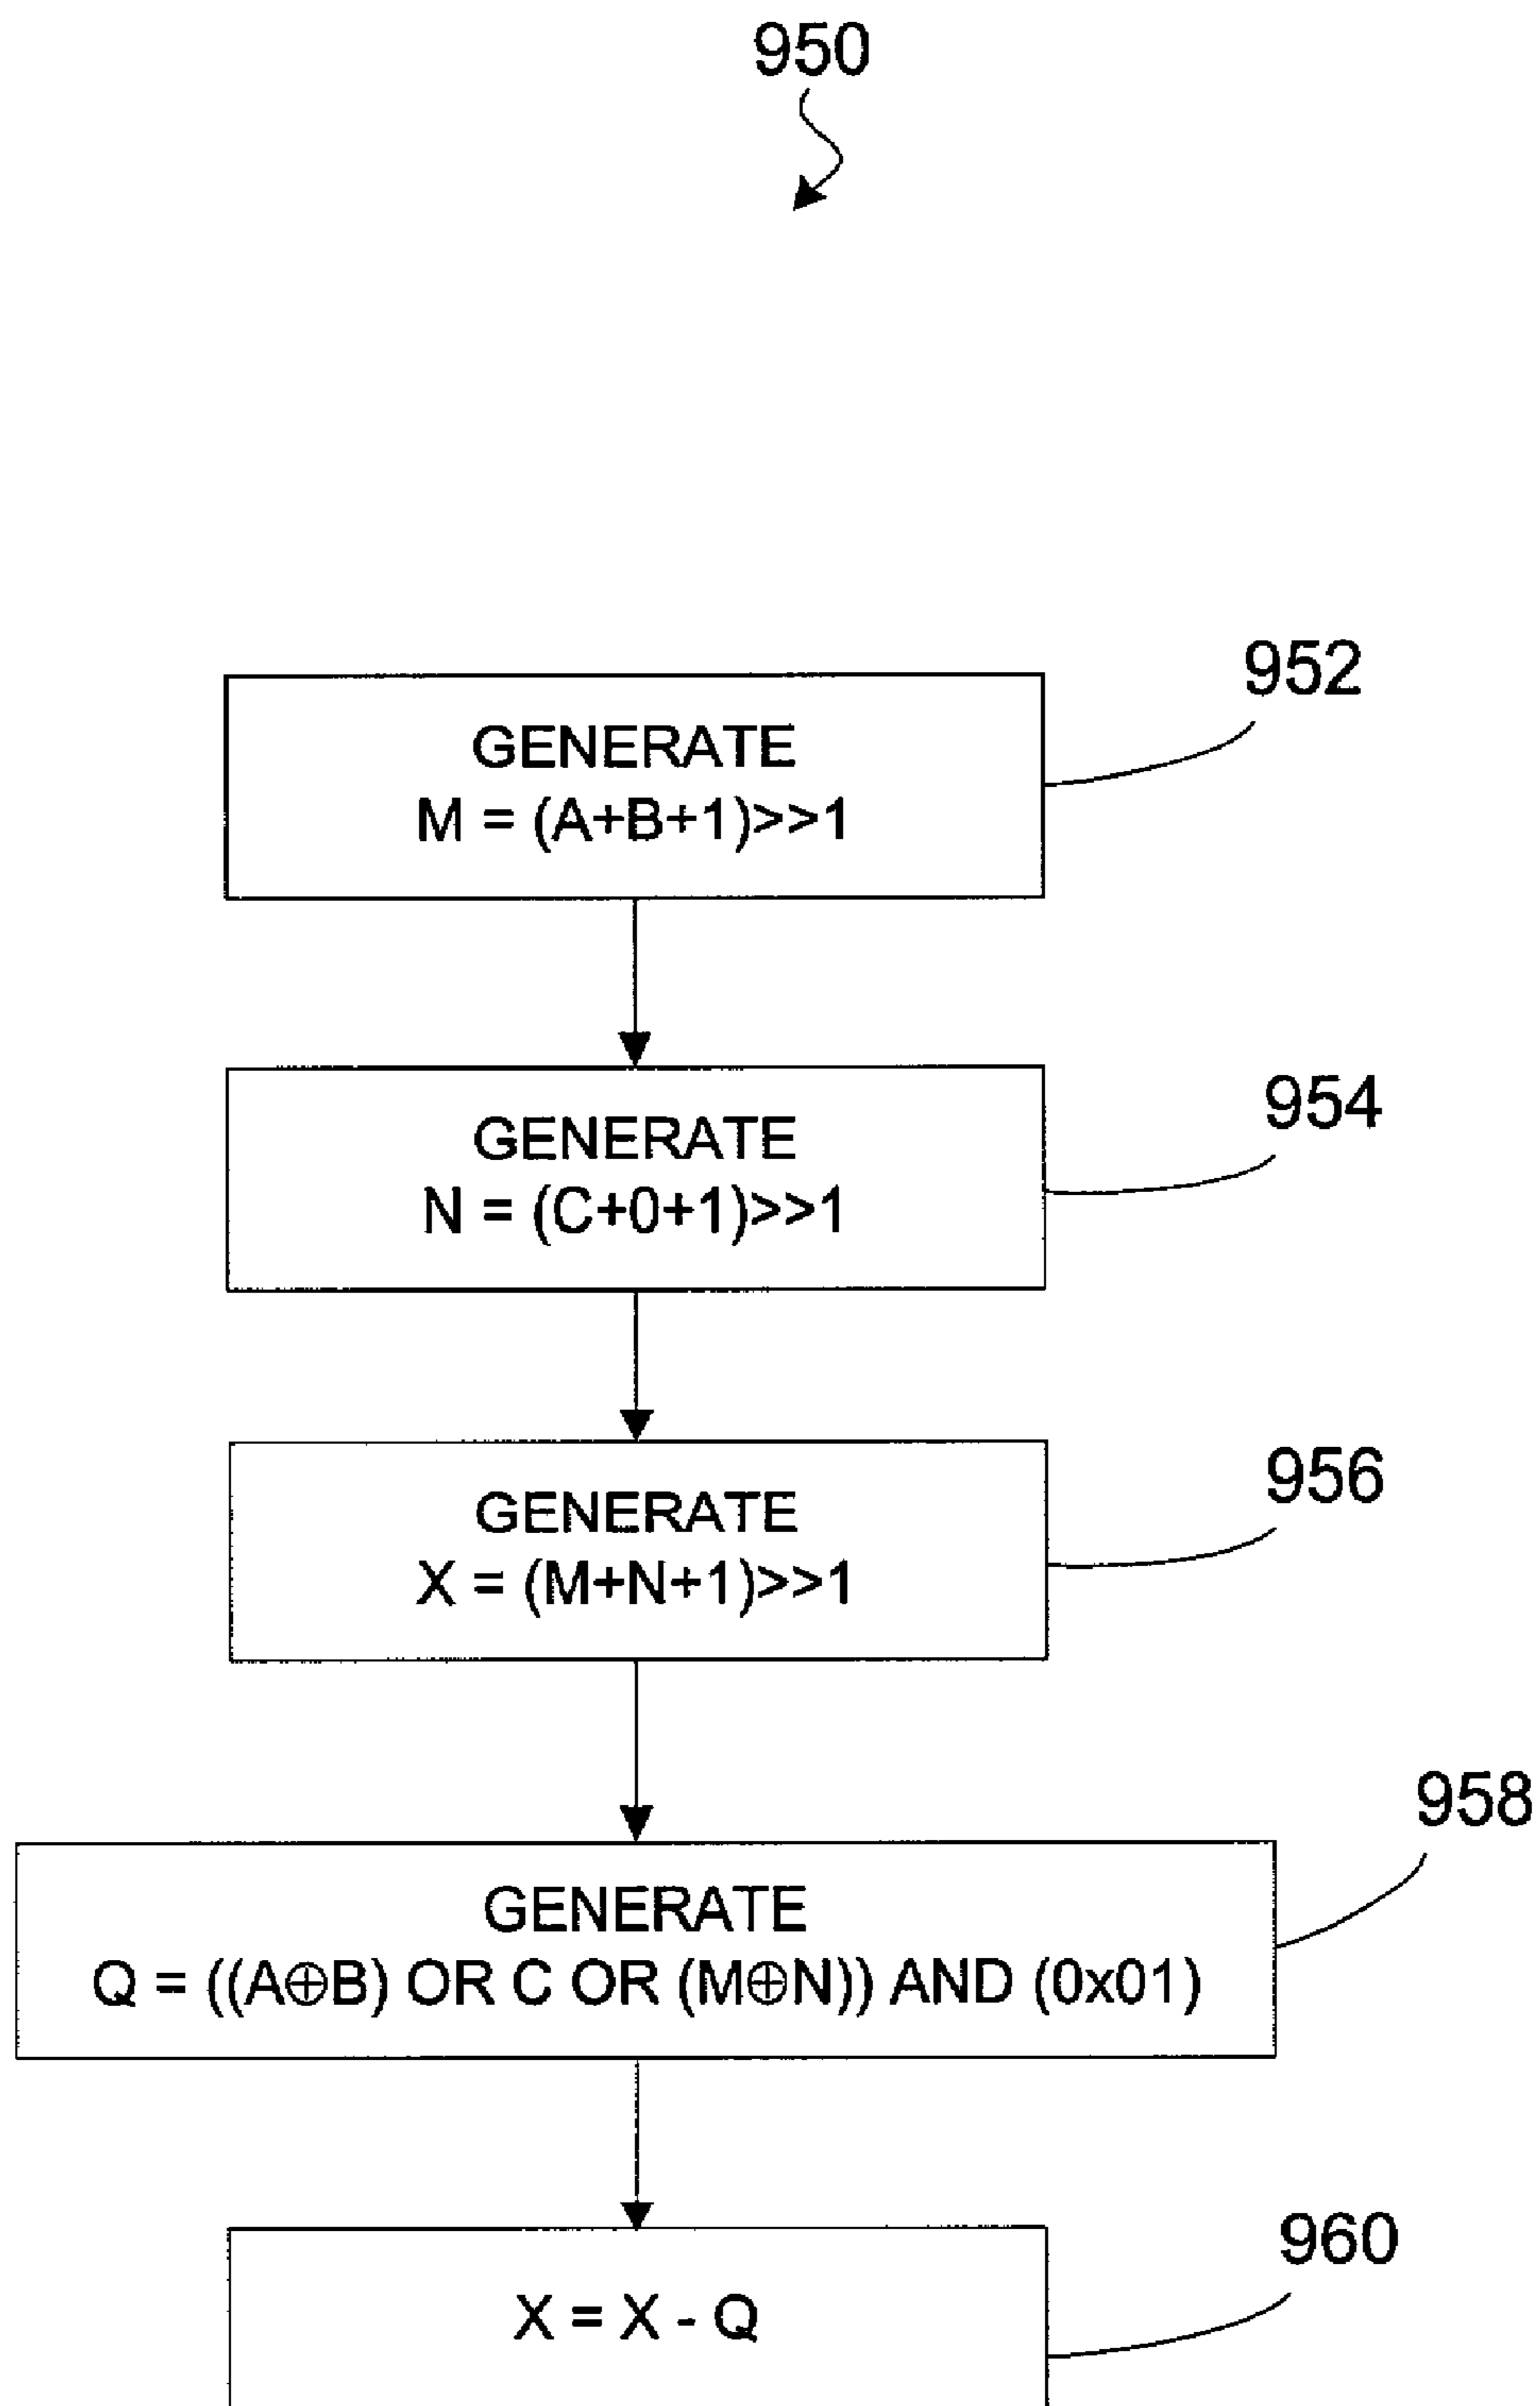 950
952
GENERATE
M = (A+B+1)>>1
954
GENERATE
N = (C+0+1)>>1
956
GENERATE
X = (M+N+1)>>1
958
GENERATE
Q = ((A⊕B) OR C OR (M⊕N)) AND (0x01)
960
X = X - Q